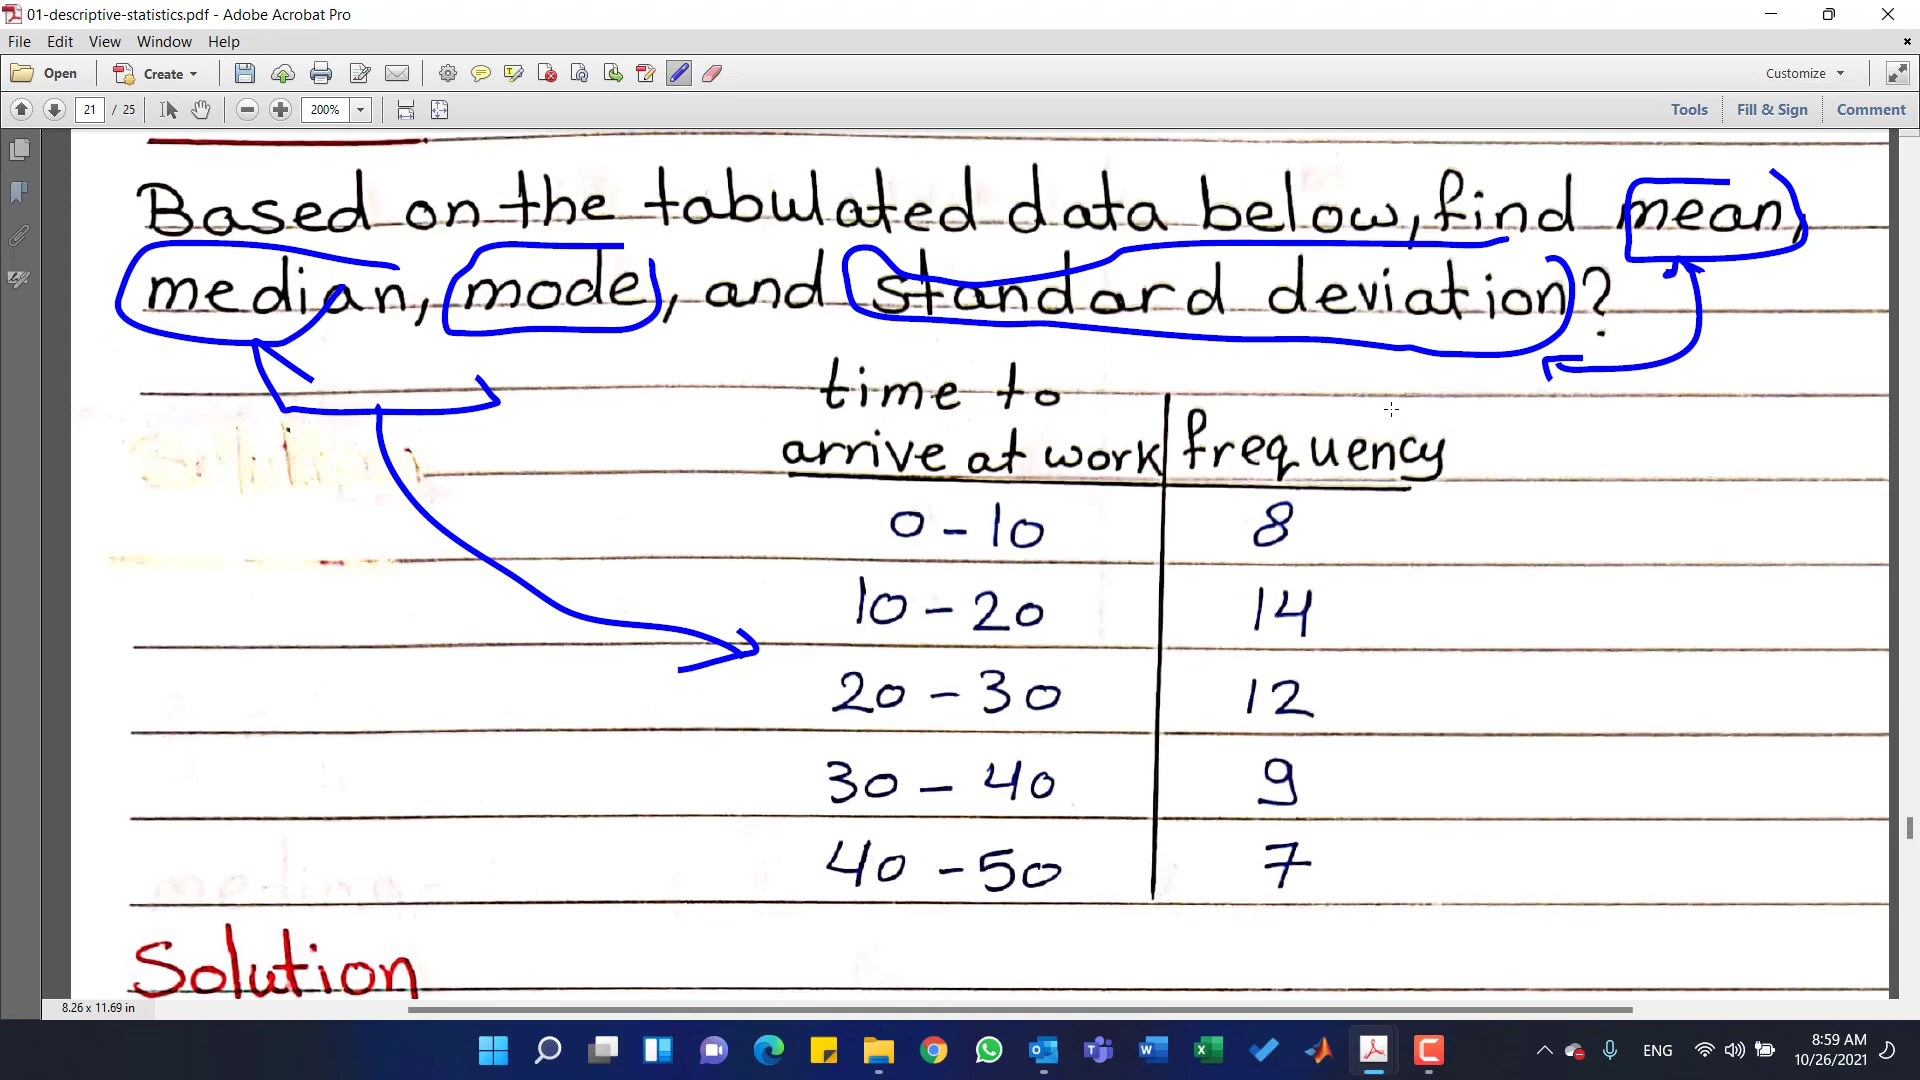 01-descriptive-statistics.pdf - Adobe Acrobat Pro
File Edit View Window Help
Open Create Customize
21 / 25 200% Tools Fill & Sign Comment
Based on the tabulated data below, find mean,
median, mode, and standard deviation?
time to
arrive at work frequency
0 - 10 8
10 - 20 14
20 - 30 12
30 - 40 9
40 - 50 7
Solution
8.26 x 11.69 in
ENG
8:59 AM
10/26/2021